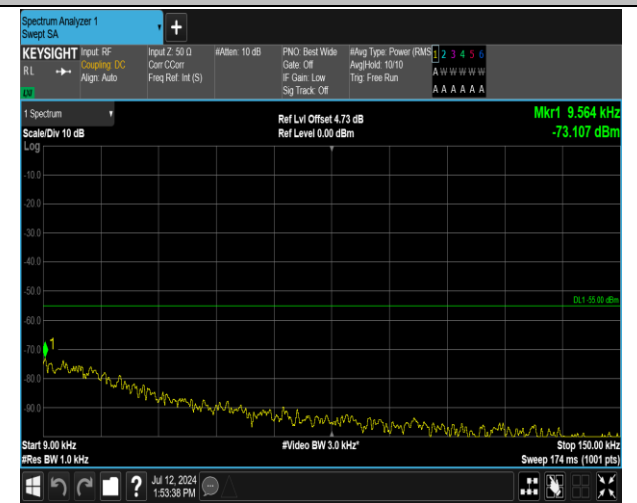 Spectrum Analyzer 1
Swept SA
+
KEYSIGHT Input: RF Input Z: 50 Ω #Atten: 10 dB PNO: Best Wide #Avg Type: Power (RMS 1 2 3 4 5 6
RL Coupling: DC Corr CCorr Gate: Off Avg|Hold: 10/10 A W W W W W
Align: Auto Freq Ref: Int (S) IF Gain: Low Trig: Free Run
Sig Track: Off A A A A A A
1 Spectrum Ref Lvl Offset 4.73 dB Mkr1 9.564 kHz
Scale/Div 10 dB Ref Level 0.00 dBm -73.107 dBm
Log
-10.0
-20.0
-30.0
-40.0
-50.0
DL1 -55.00 dBm
-60.0
-70.0 1
-80.0
-90.0
Start 9.00 kHz #Video BW 3.0 kHz* Stop 150.00 kHz
#Res BW 1.0 kHz Sweep 174 ms (1001 pts)
? Jul 12, 2024
1:53:38 PM